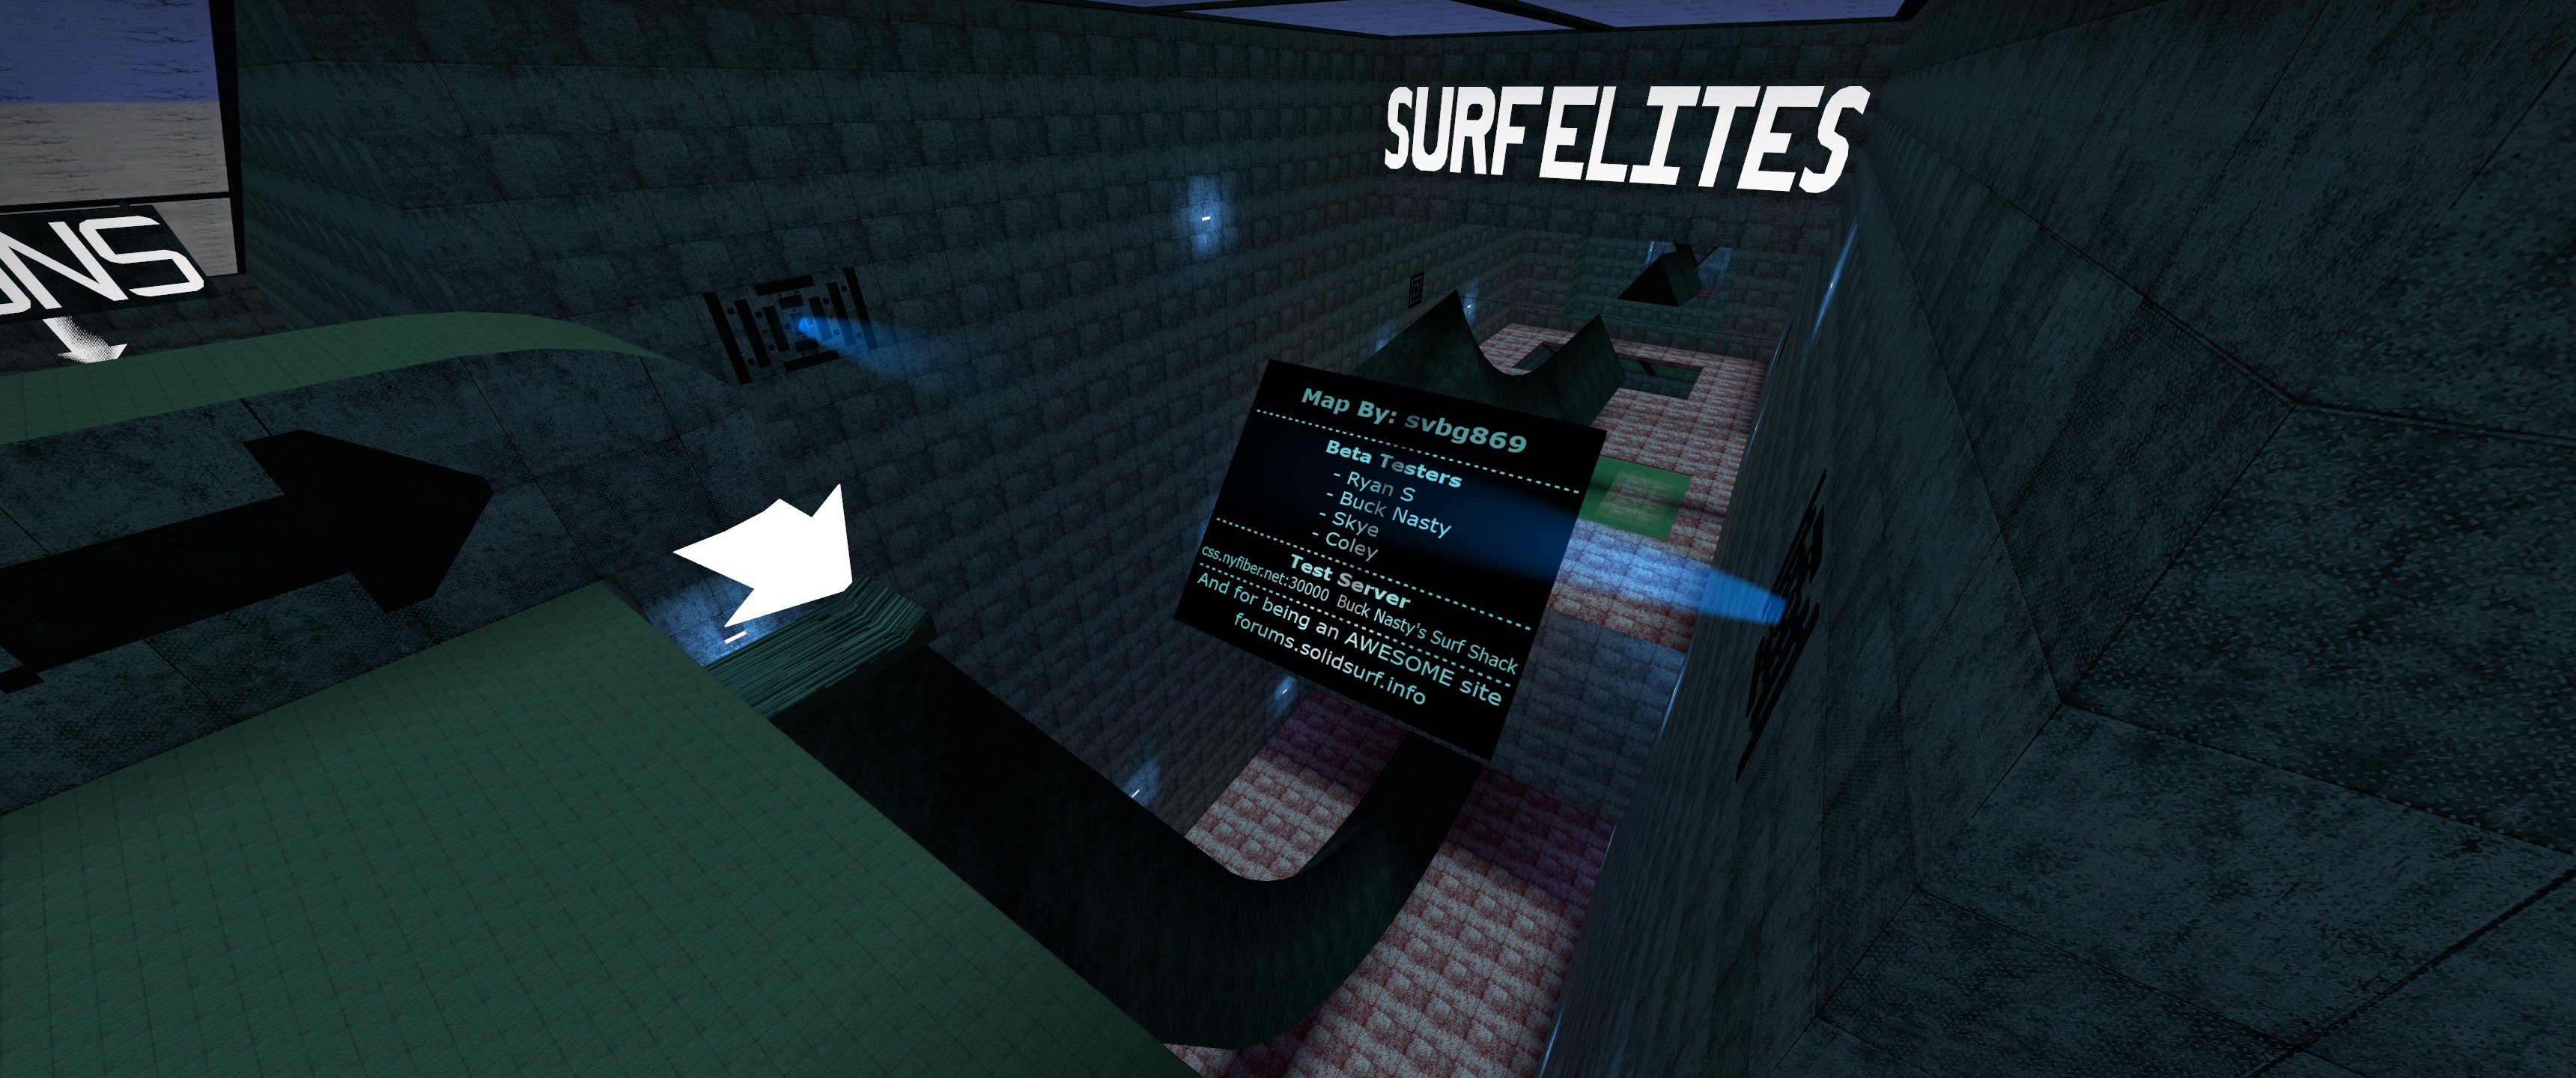 SURFELITES
ONS
Map By: svbg869
Beta Testers
- Ryan S
- Buck Nasty
- Skye
- Coley
Test Server
css.nyfiber.net:30000 Buck Nasty's Surf Shack
And for being an AWESOME site
forums.solidsurf.info